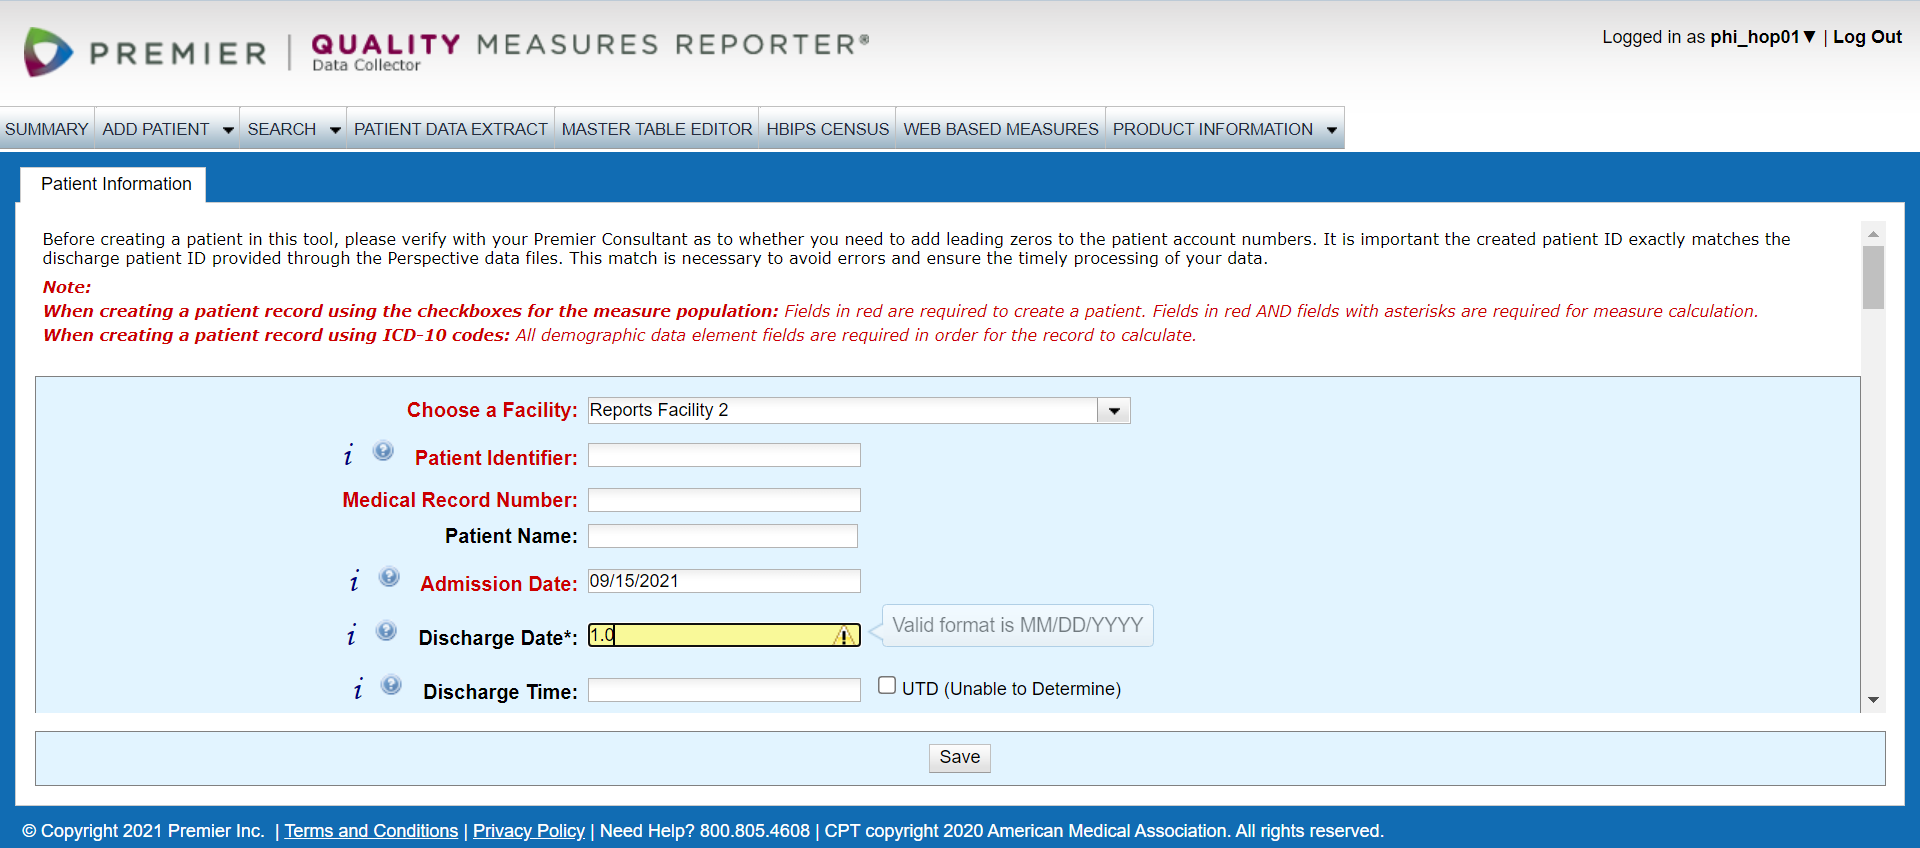 PREMIER | QUALITY MEASURES REPORTER®
Data Collector
Logged in as phi_hop01▼ | Log Out
SUMMARY ADD PATIENT SEARCH PATIENT DATA EXTRACT MASTER TABLE EDITOR HBIPS CENSUS WEB BASED MEASURES PRODUCT INFORMATION
Patient Information
Before creating a patient in this tool, please verify with your Premier Consultant as to whether you need to add leading zeros to the patient account numbers. It is important the created patient ID exactly matches the
discharge patient ID provided through the Perspective data files. This match is necessary to avoid errors and ensure the timely processing of your data.
Note:
When creating a patient record using the checkboxes for the measure population: Fields in red are required to create a patient. Fields in red AND fields with asterisks are required for measure calculation.
When creating a patient record using ICD-10 codes: All demographic data element fields are required in order for the record to calculate.
Choose a Facility: Reports Facility 2
i ? Patient Identifier:
Medical Record Number:
Patient Name:
i ? Admission Date: 09/15/2021
i ? Discharge Date*: 1.0 Valid format is MM/DD/YYYY
i ? Discharge Time: UTD (Unable to Determine)
Save
© Copyright 2021 Premier Inc. | Terms and Conditions | Privacy Policy | Need Help? 800.805.4608 | CPT copyright 2020 American Medical Association. All rights reserved.